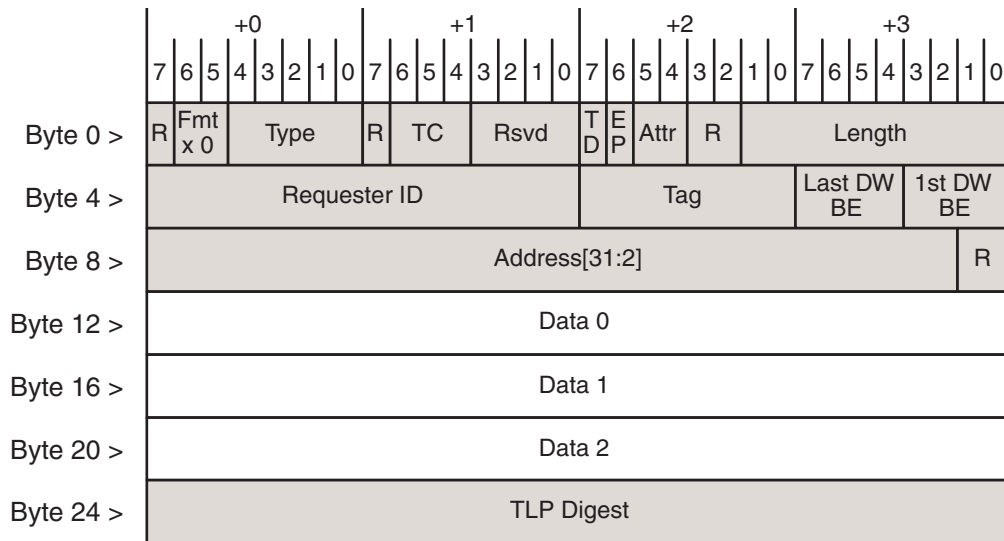 +0 +1 +2 +3
7 6 5 4 3 2 1 0 7 6 5 4 3 2 1 0 7 6 5 4 3 2 1 0 7 6 5 4 3 2 1 0
Byte 0 > R Fmt x 0 Type R TC Rsvd TD EP Attr R Length
Byte 4 > Requester ID Tag Last DW BE 1st DW BE
Byte 8 > Address[31:2] R
Byte 12 > Data 0
Byte 16 > Data 1
Byte 20 > Data 2
Byte 24 > TLP Digest